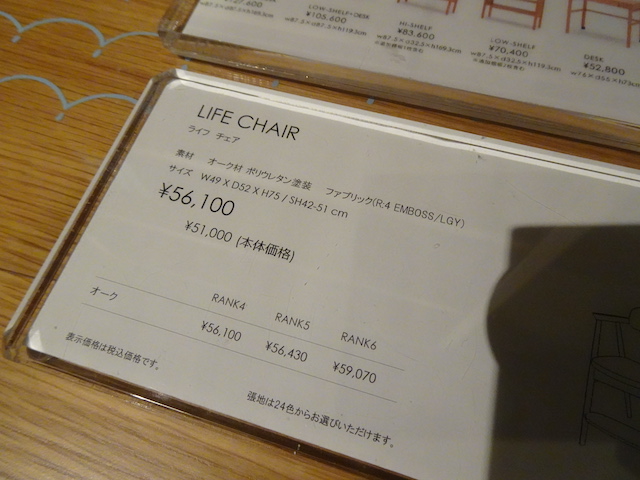 LOW-SHELF+DESK
¥105,600
HI-SHELF
¥83,600
LOW-SHELF
¥70,400
DESK
¥52,800
LIFE CHAIR
ライフ チェア
素材 オーク材 ポリウレタン塗装 ファブリック(R:4 EMBOSS/LGY)
サイズ W49 X D52 X H75 / SH42-51 cm
¥56,100
¥51,000 (本体価格)
RANK4 RANK5 RANK6
オーク ¥56,100 ¥56,430 ¥59,070
表示価格は税込価格です。
張地は24色からお選びいただけます。